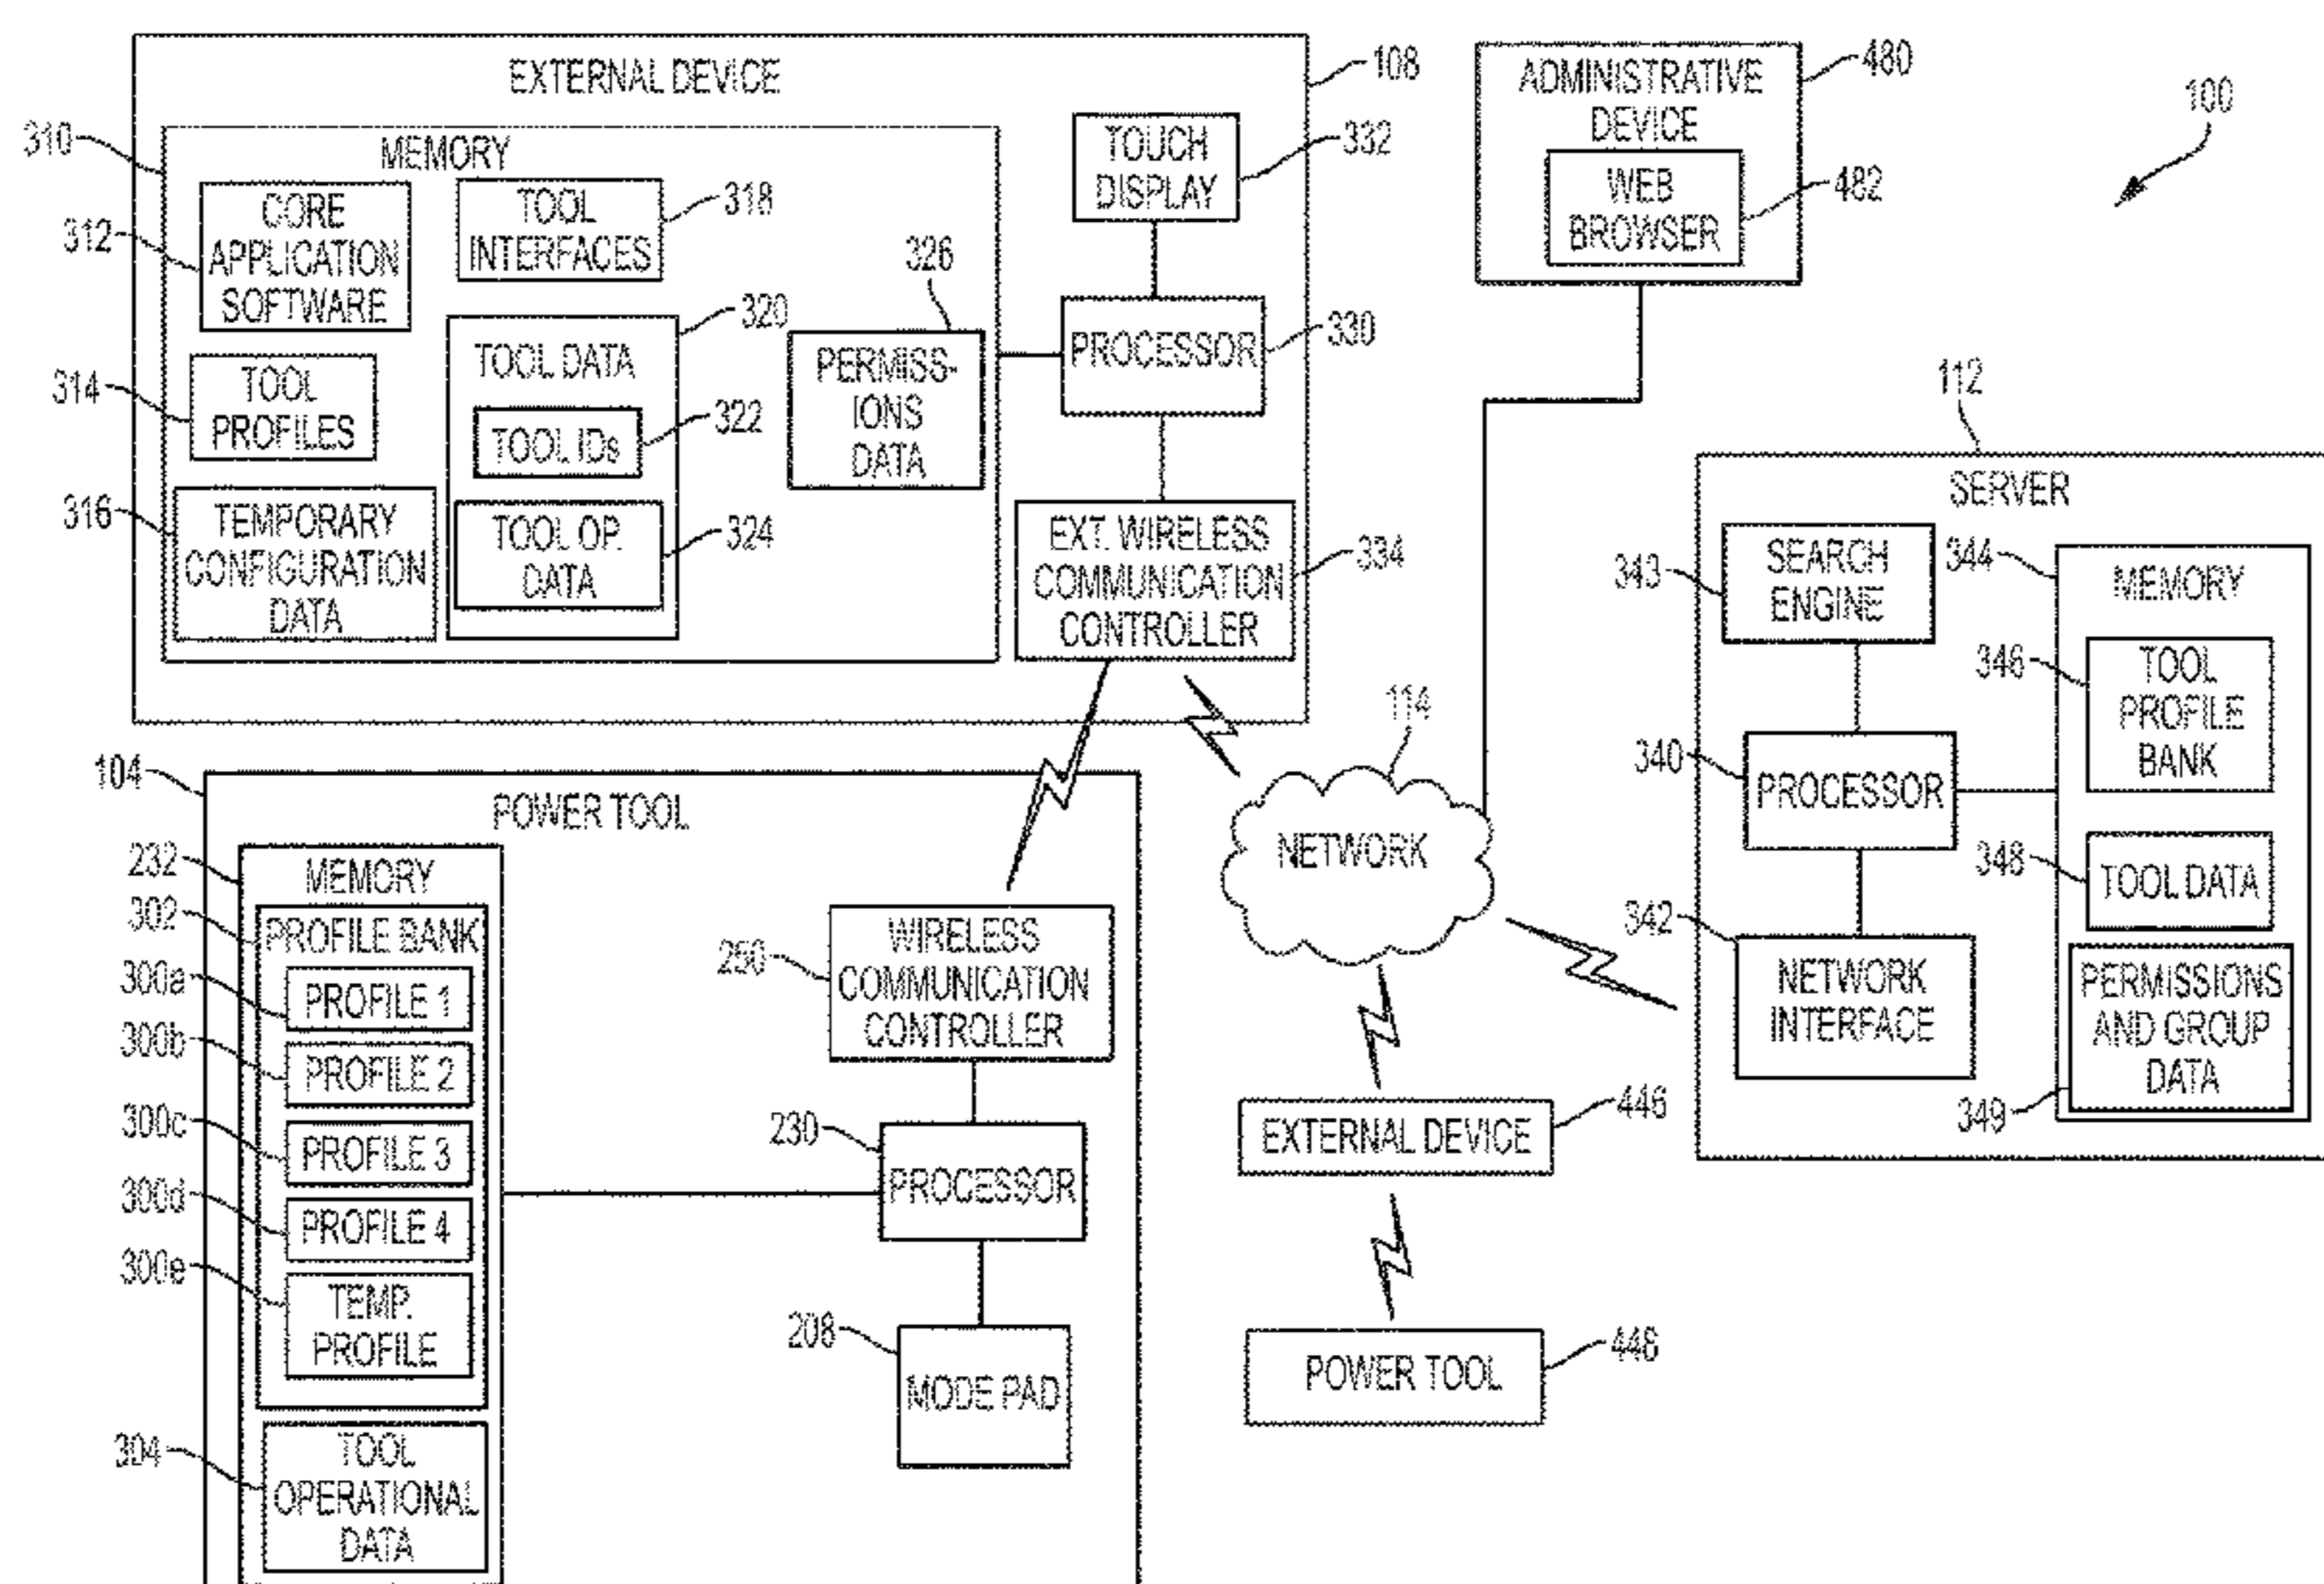 EXTERNAL DEVICE
108
310
MEMORY
312
CORE
APPLICATION
SOFTWARE
TOOL
INTERFACES
318
314
TOOL
PROFILES
316
TEMPORARY
CONFIGURATION
DATA
320
TOOL DATA
TOOL IDs
322
TOOL OP.
DATA
324
326
PERMISS-
IONS
DATA
TOUCH
DISPLAY
332
PROCESSOR
330
EXT. WIRELESS
COMMUNICATION
CONTROLLER
334
ADMINISTRATIVE
DEVICE
480
WEB
BROWSER
482
100
112
SERVER
343
SEARCH
ENGINE
344
MEMORY
346
TOOL
PROFILE
BANK
340
PROCESSOR
348
TOOL DATA
342
NETWORK
INTERFACE
PERMISSIONS
AND GROUP
DATA
349
114
NETWORK
EXTERNAL DEVICE
446
POWER TOOL
448
104
POWER TOOL
232
MEMORY
302
PROFILE BANK
300a
PROFILE 1
300b
PROFILE 2
300c
PROFILE 3
300d
PROFILE 4
300e
TEMP.
PROFILE
304
TOOL
OPERATIONAL
DATA
250
WIRELESS
COMMUNICATION
CONTROLLER
230
PROCESSOR
208
MODE PAD